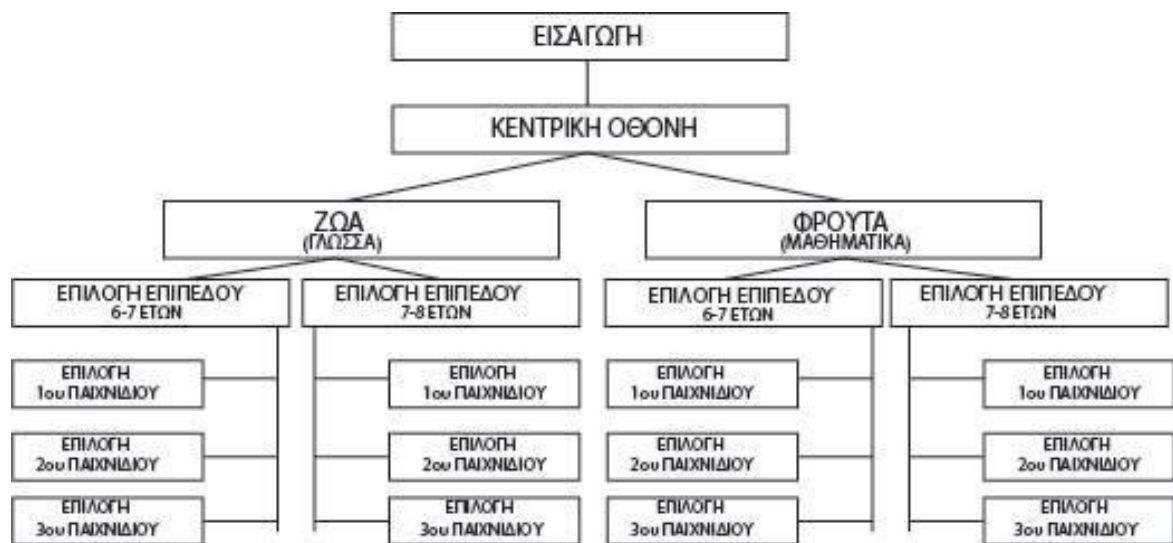 ΕΙΣΑΓΩΓΗ
ΚΕΝΤΡΙΚΗ ΟΘΟΝΗ
ΖΩΑ
(ΓΛΩΣΣΑ)
ΦΡΟΥΤΑ
(ΜΑΘΗΜΑΤΙΚΑ)
ΕΠΙΛΟΓΗ ΕΠΙΠΕΔΟΥ
6-7 ΕΤΩΝ
ΕΠΙΛΟΓΗ ΕΠΙΠΕΔΟΥ
7-8 ΕΤΩΝ
ΕΠΙΛΟΓΗ ΕΠΙΠΕΔΟΥ
6-7 ΕΤΩΝ
ΕΠΙΛΟΓΗ ΕΠΙΠΕΔΟΥ
7-8 ΕΤΩΝ
ΕΠΙΛΟΓΗ
1ου ΠΑΙΧΝΙΔΙΟΥ
ΕΠΙΛΟΓΗ
1ου ΠΑΙΧΝΙΔΙΟΥ
ΕΠΙΛΟΓΗ
1ου ΠΑΙΧΝΙΔΙΟΥ
ΕΠΙΛΟΓΗ
1ου ΠΑΙΧΝΙΔΙΟΥ
ΕΠΙΛΟΓΗ
2ου ΠΑΙΧΝΙΔΙΟΥ
ΕΠΙΛΟΓΗ
2ου ΠΑΙΧΝΙΔΙΟΥ
ΕΠΙΛΟΓΗ
2ου ΠΑΙΧΝΙΔΙΟΥ
ΕΠΙΛΟΓΗ
2ου ΠΑΙΧΝΙΔΙΟΥ
ΕΠΙΛΟΓΗ
3ου ΠΑΙΧΝΙΔΙΟΥ
ΕΠΙΛΟΓΗ
3ου ΠΑΙΧΝΙΔΙΟΥ
ΕΠΙΛΟΓΗ
3ου ΠΑΙΧΝΙΔΙΟΥ
ΕΠΙΛΟΓΗ
3ου ΠΑΙΧΝΙΔΙΟΥ